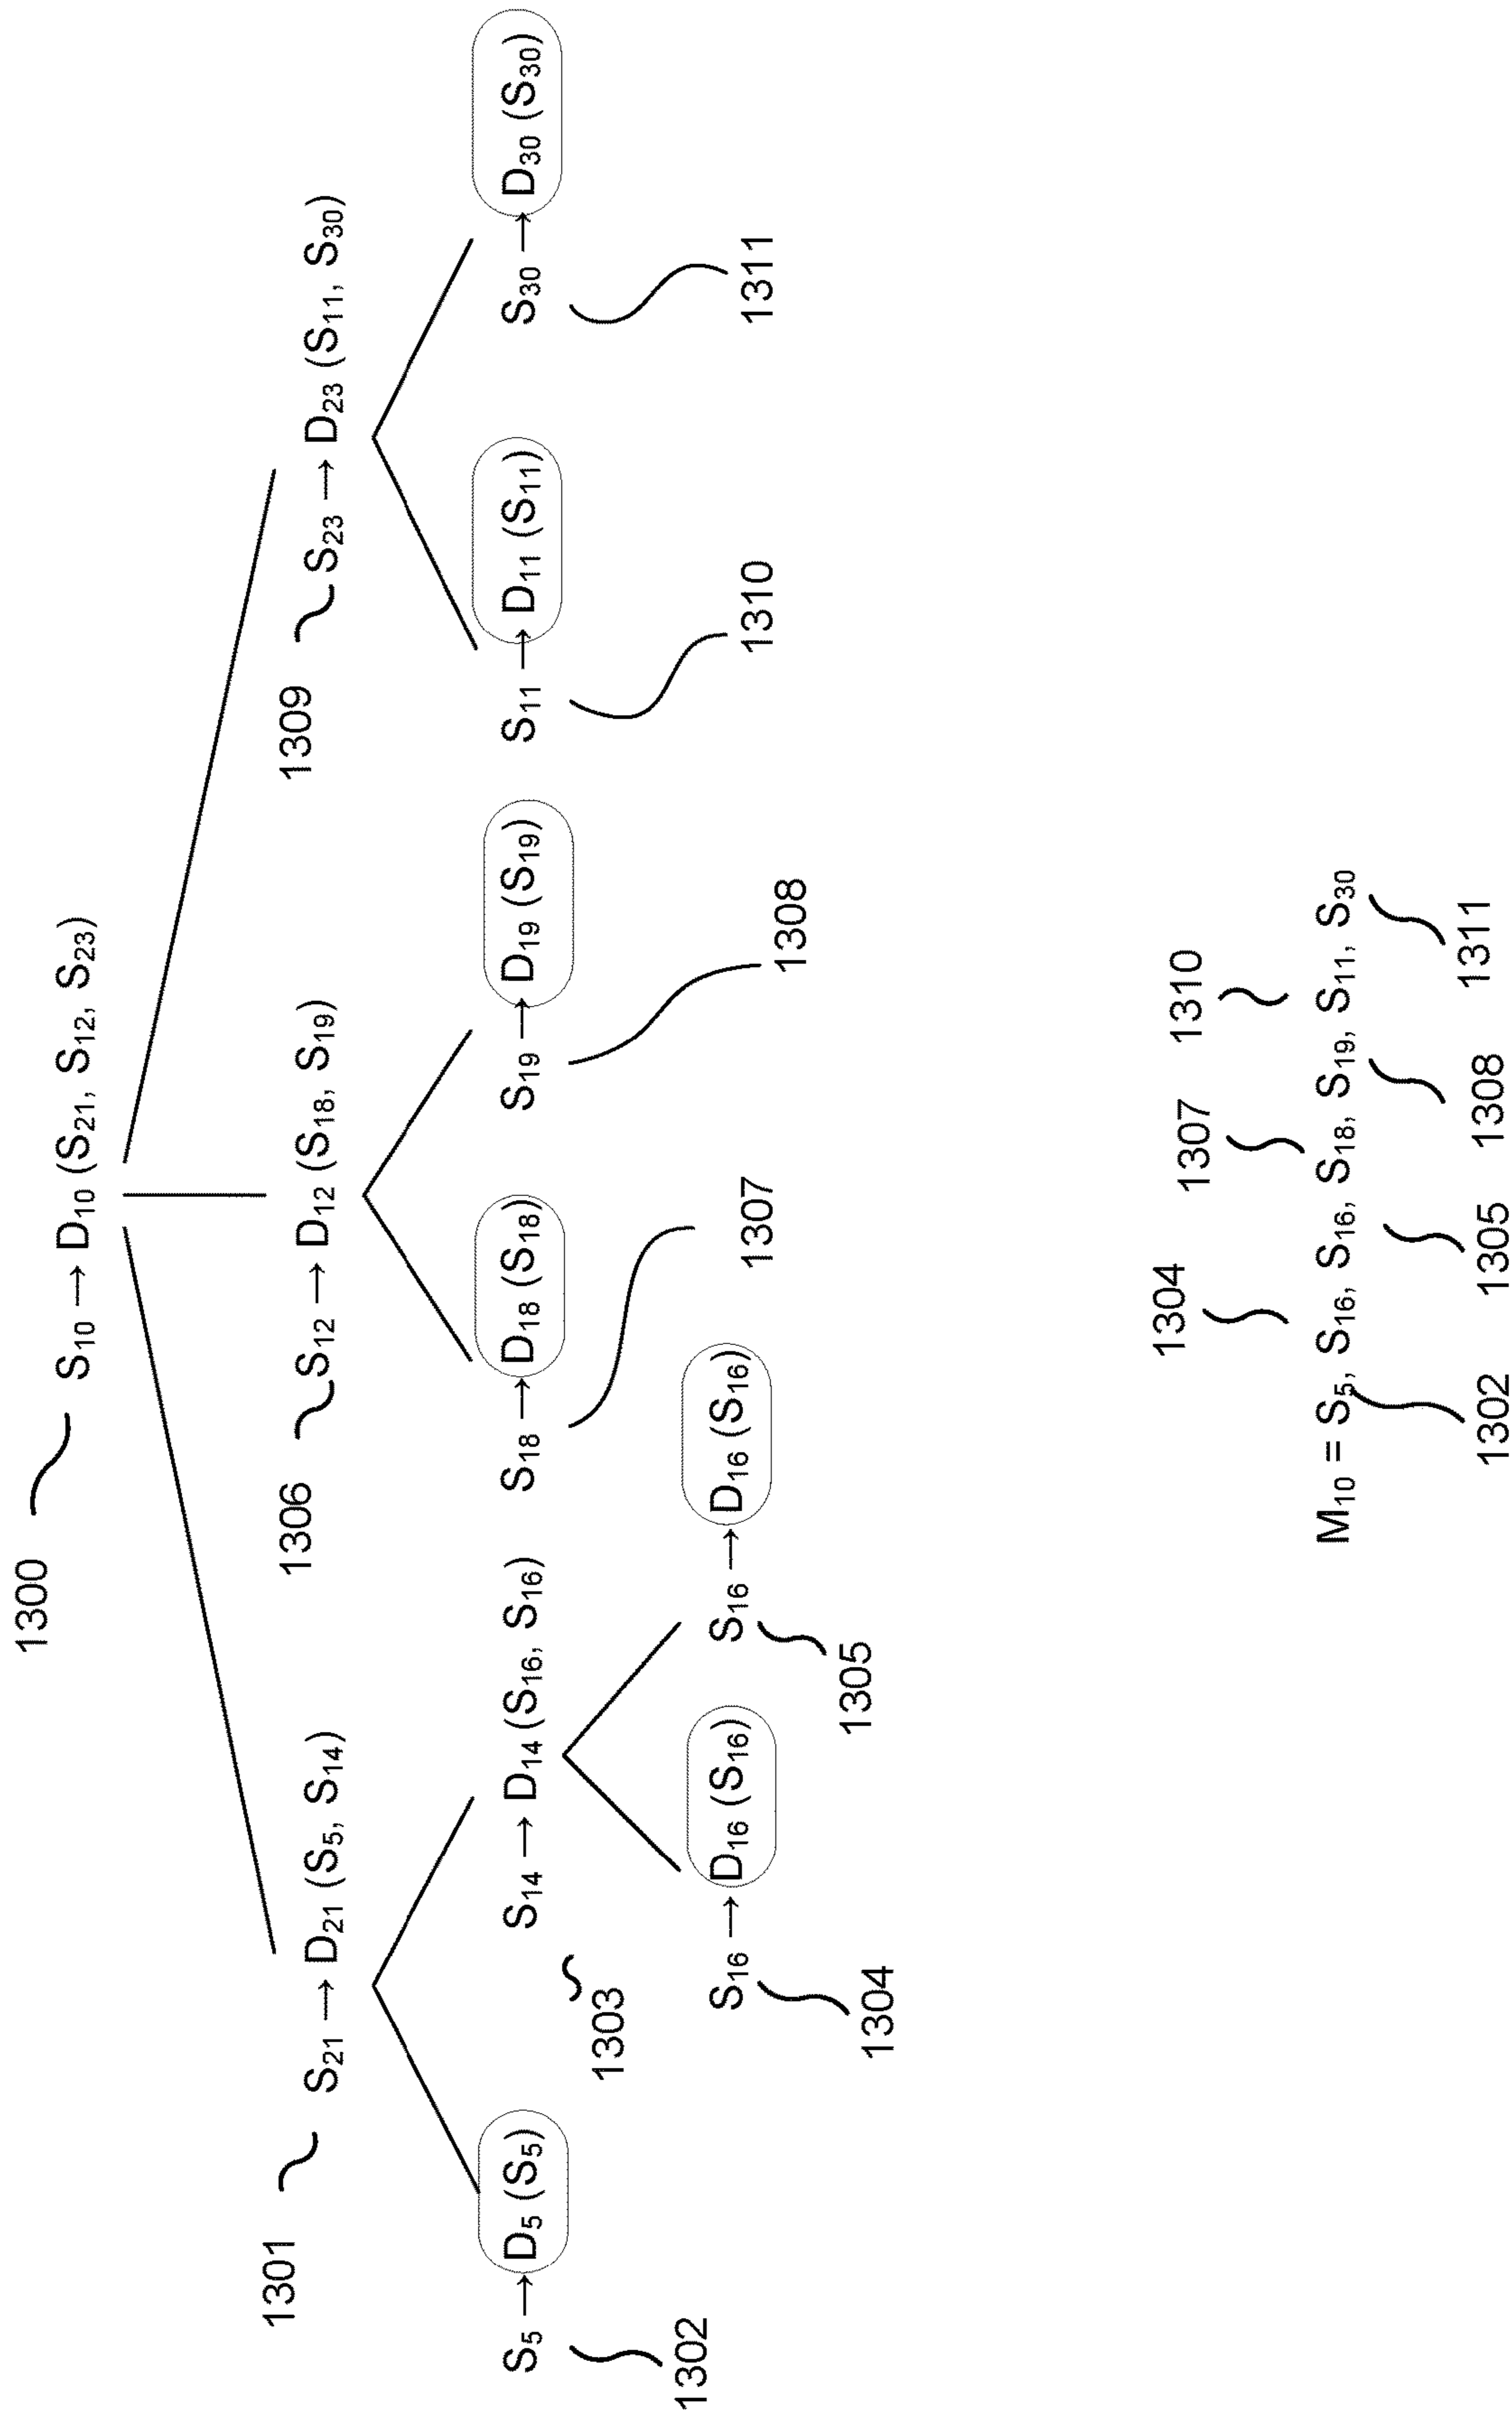 1300
S₁₀ → D₁₀ (S₂₁, S₁₂, S₂₃)
1301
S₂₁ → D₂₁ (S₅, S₁₄)
1306
S₁₂ → D₁₂ (S₁₈, S₁₉)
1309
S₂₃ → D₂₃ (S₁₁, S₃₀)
S₅ → D₅ (S₅)
S₁₄ → D₁₄ (S₁₆, S₁₆)
S₁₈ → D₁₈ (S₁₈)
S₁₉ → D₁₉ (S₁₉)
S₁₁ → D₁₁ (S₁₁)
S₃₀ → D₃₀ (S₃₀)
1302
1303
1307
1308
1310
1311
S₁₆ → D₁₆ (S₁₆)
S₁₆ → D₁₆ (S₁₆)
1304
1305
1304
1307
1310
M₁₀ = S₅, S₁₆, S₁₆, S₁₈, S₁₉, S₁₁, S₃₀
1302
1305
1308
1311